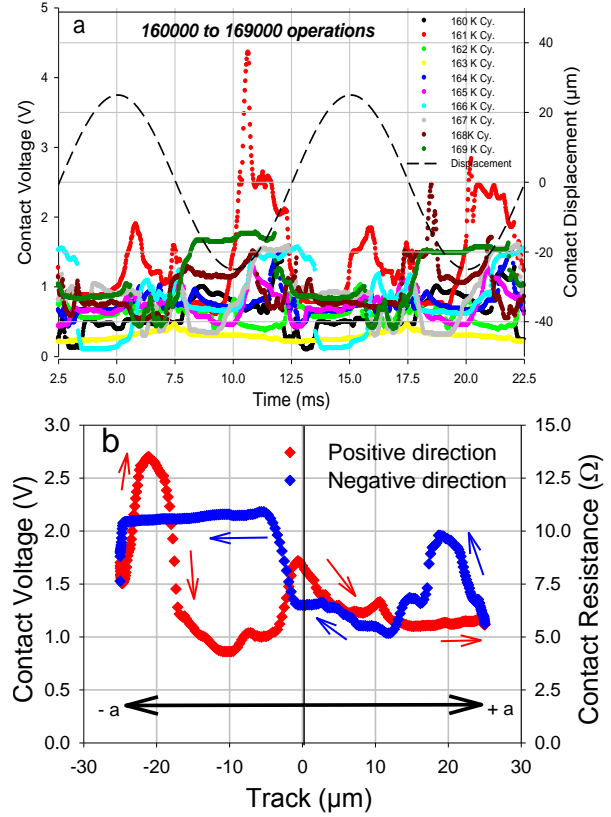 a
160000 to 169000 operations
160 K Cy.
161 K Cy.
162 K Cy.
163 K Cy.
164 K Cy.
165 K Cy.
166 K Cy.
167 K Cy.
168K Cy.
169 K Cy.
Displacement
Contact Voltage (V)
5
4
3
2
1
0
Contact Displacement (µm)
40
20
0
-20
-40
2.5 5.0 7.5 10.0 12.5 15.0 17.5 20.0 22.5
Time (ms)
b
Positive direction
Negative direction
Contact Voltage (V)
3.0
2.5
2.0
1.5
1.0
0.5
0.0
Contact Resistance (Ω)
15.0
12.5
10.0
7.5
5.0
2.5
0.0
- a + a
-30 -20 -10 0 10 20 30
Track (µm)